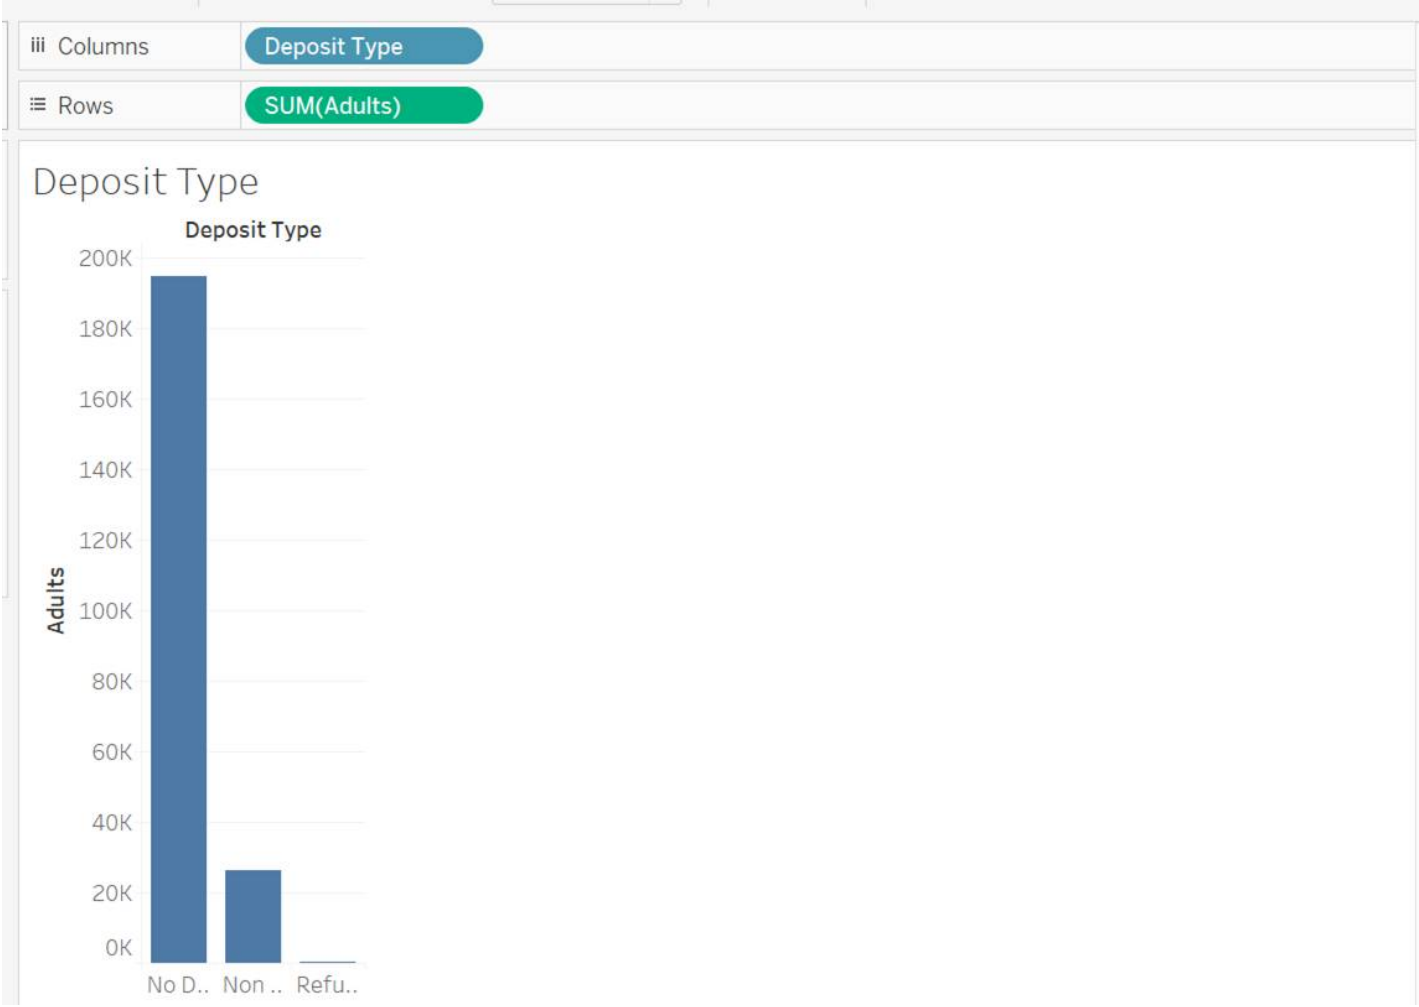 Columns Deposit Type
Rows SUM(Adults)
Deposit Type
Deposit Type
200K
180K
160K
140K
120K
100K
80K
60K
40K
20K
0K
Adults
No D.. Non .. Refu..